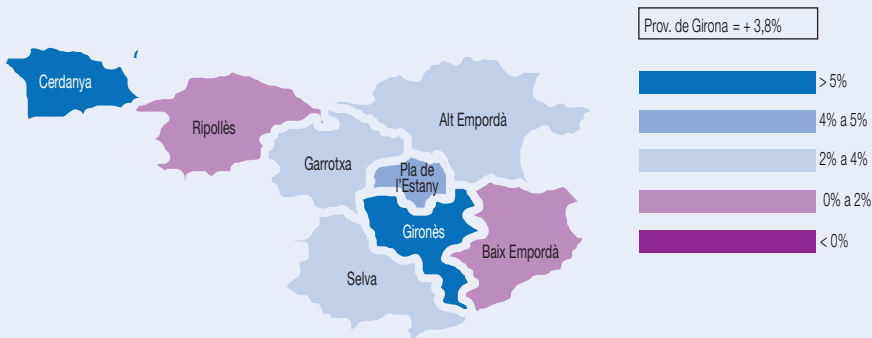 Prov. de Girona = + 3,8%
> 5%
4% a 5%
2% a 4%
0% a 2%
< 0%
Cerdanya
Ripollès
Alt Empordà
Garrotxa
Pla de
l'Estany
Gironès
Baix Empordà
Selva